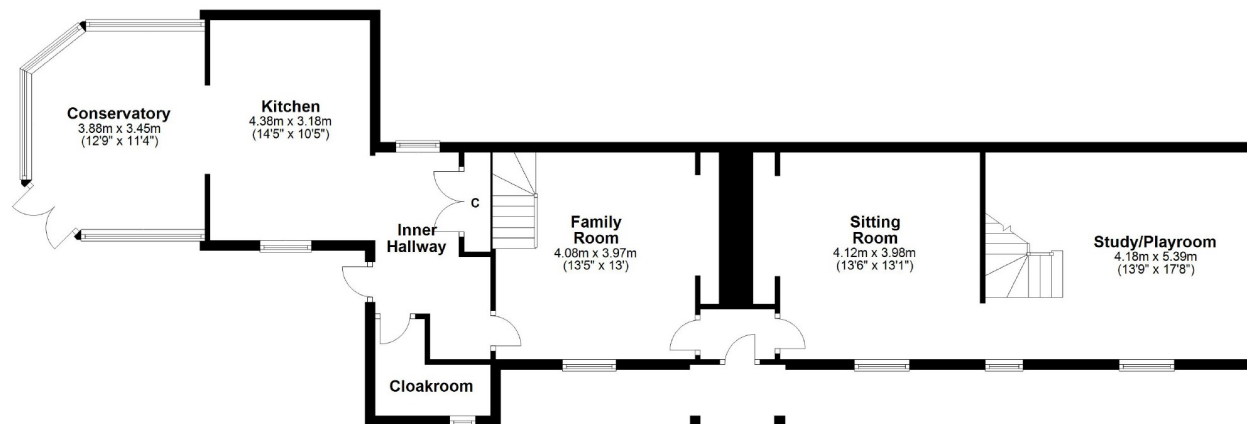 Conservatory
3.88m x 3.45m
(12'9" x 11'4")
Kitchen
4.38m x 3.18m
(14'5" x 10'5")
C
Inner
Hallway
Family
Room
4.08m x 3.97m
(13'5" x 13')
Sitting
Room
4.12m x 3.98m
(13'6" x 13'1")
Study/Playroom
4.18m x 5.39m
(13'9" x 17'8")
Cloakroom